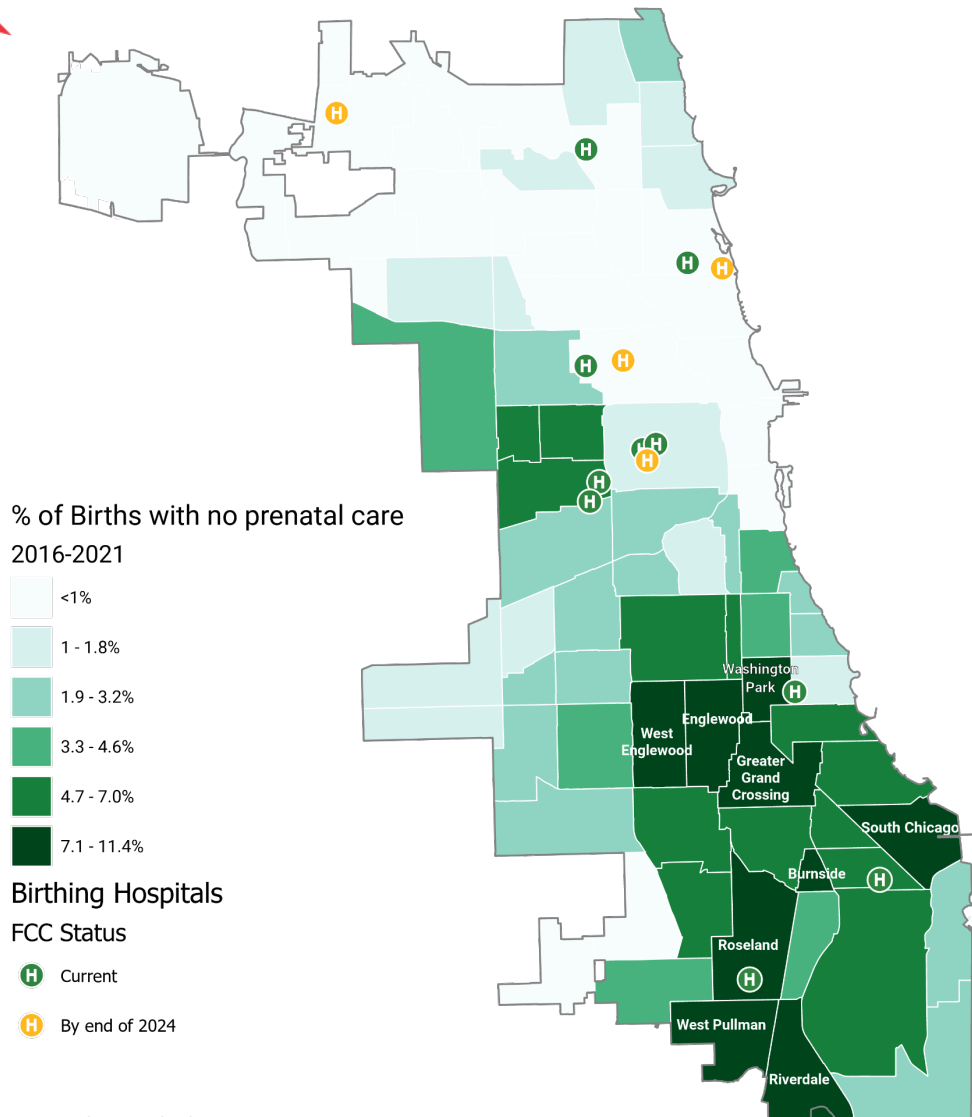 % of Births with no prenatal care
2016-2021
<1%
1 - 1.8%
1.9 - 3.2%
3.3 - 4.6%
4.7 - 7.0%
7.1 - 11.4%
Birthing Hospitals
FCC Status
H Current
H By end of 2024
H
H
H
H
H
H
H
H
H
H
H
Washington
Park
H
Englewood
West
Englewood
Greater
Grand
Crossing
South Chicago
Burnside
H
Roseland
H
West Pullman
Riverdale